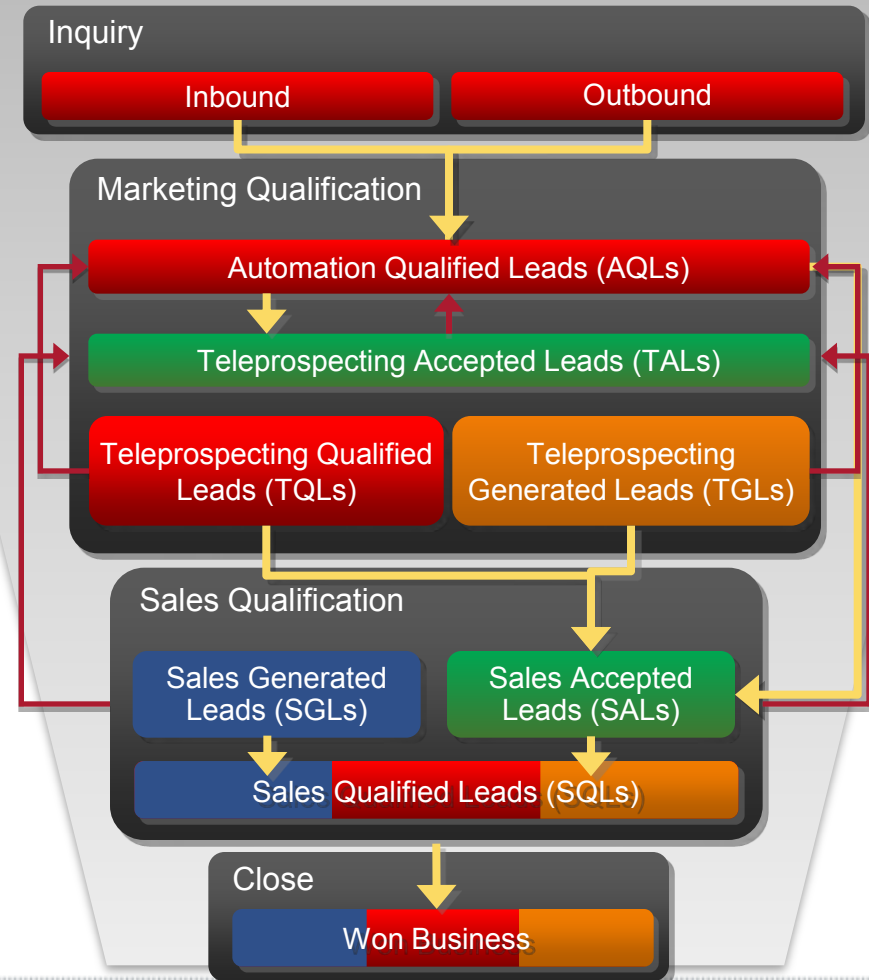 Inquiry
Inbound
Outbound
Marketing Qualification
Automation Qualified Leads (AQLs)
Teleprospecting Accepted Leads (TALs)
Teleprospecting Qualified
Leads (TQLs)
Teleprospecting
Generated Leads (TGLs)
Sales Qualification
Sales Generated
Leads (SGLs)
Sales Accepted
Leads (SALs)
Sales Qualified Leads (SQLs)
Close
Won Business